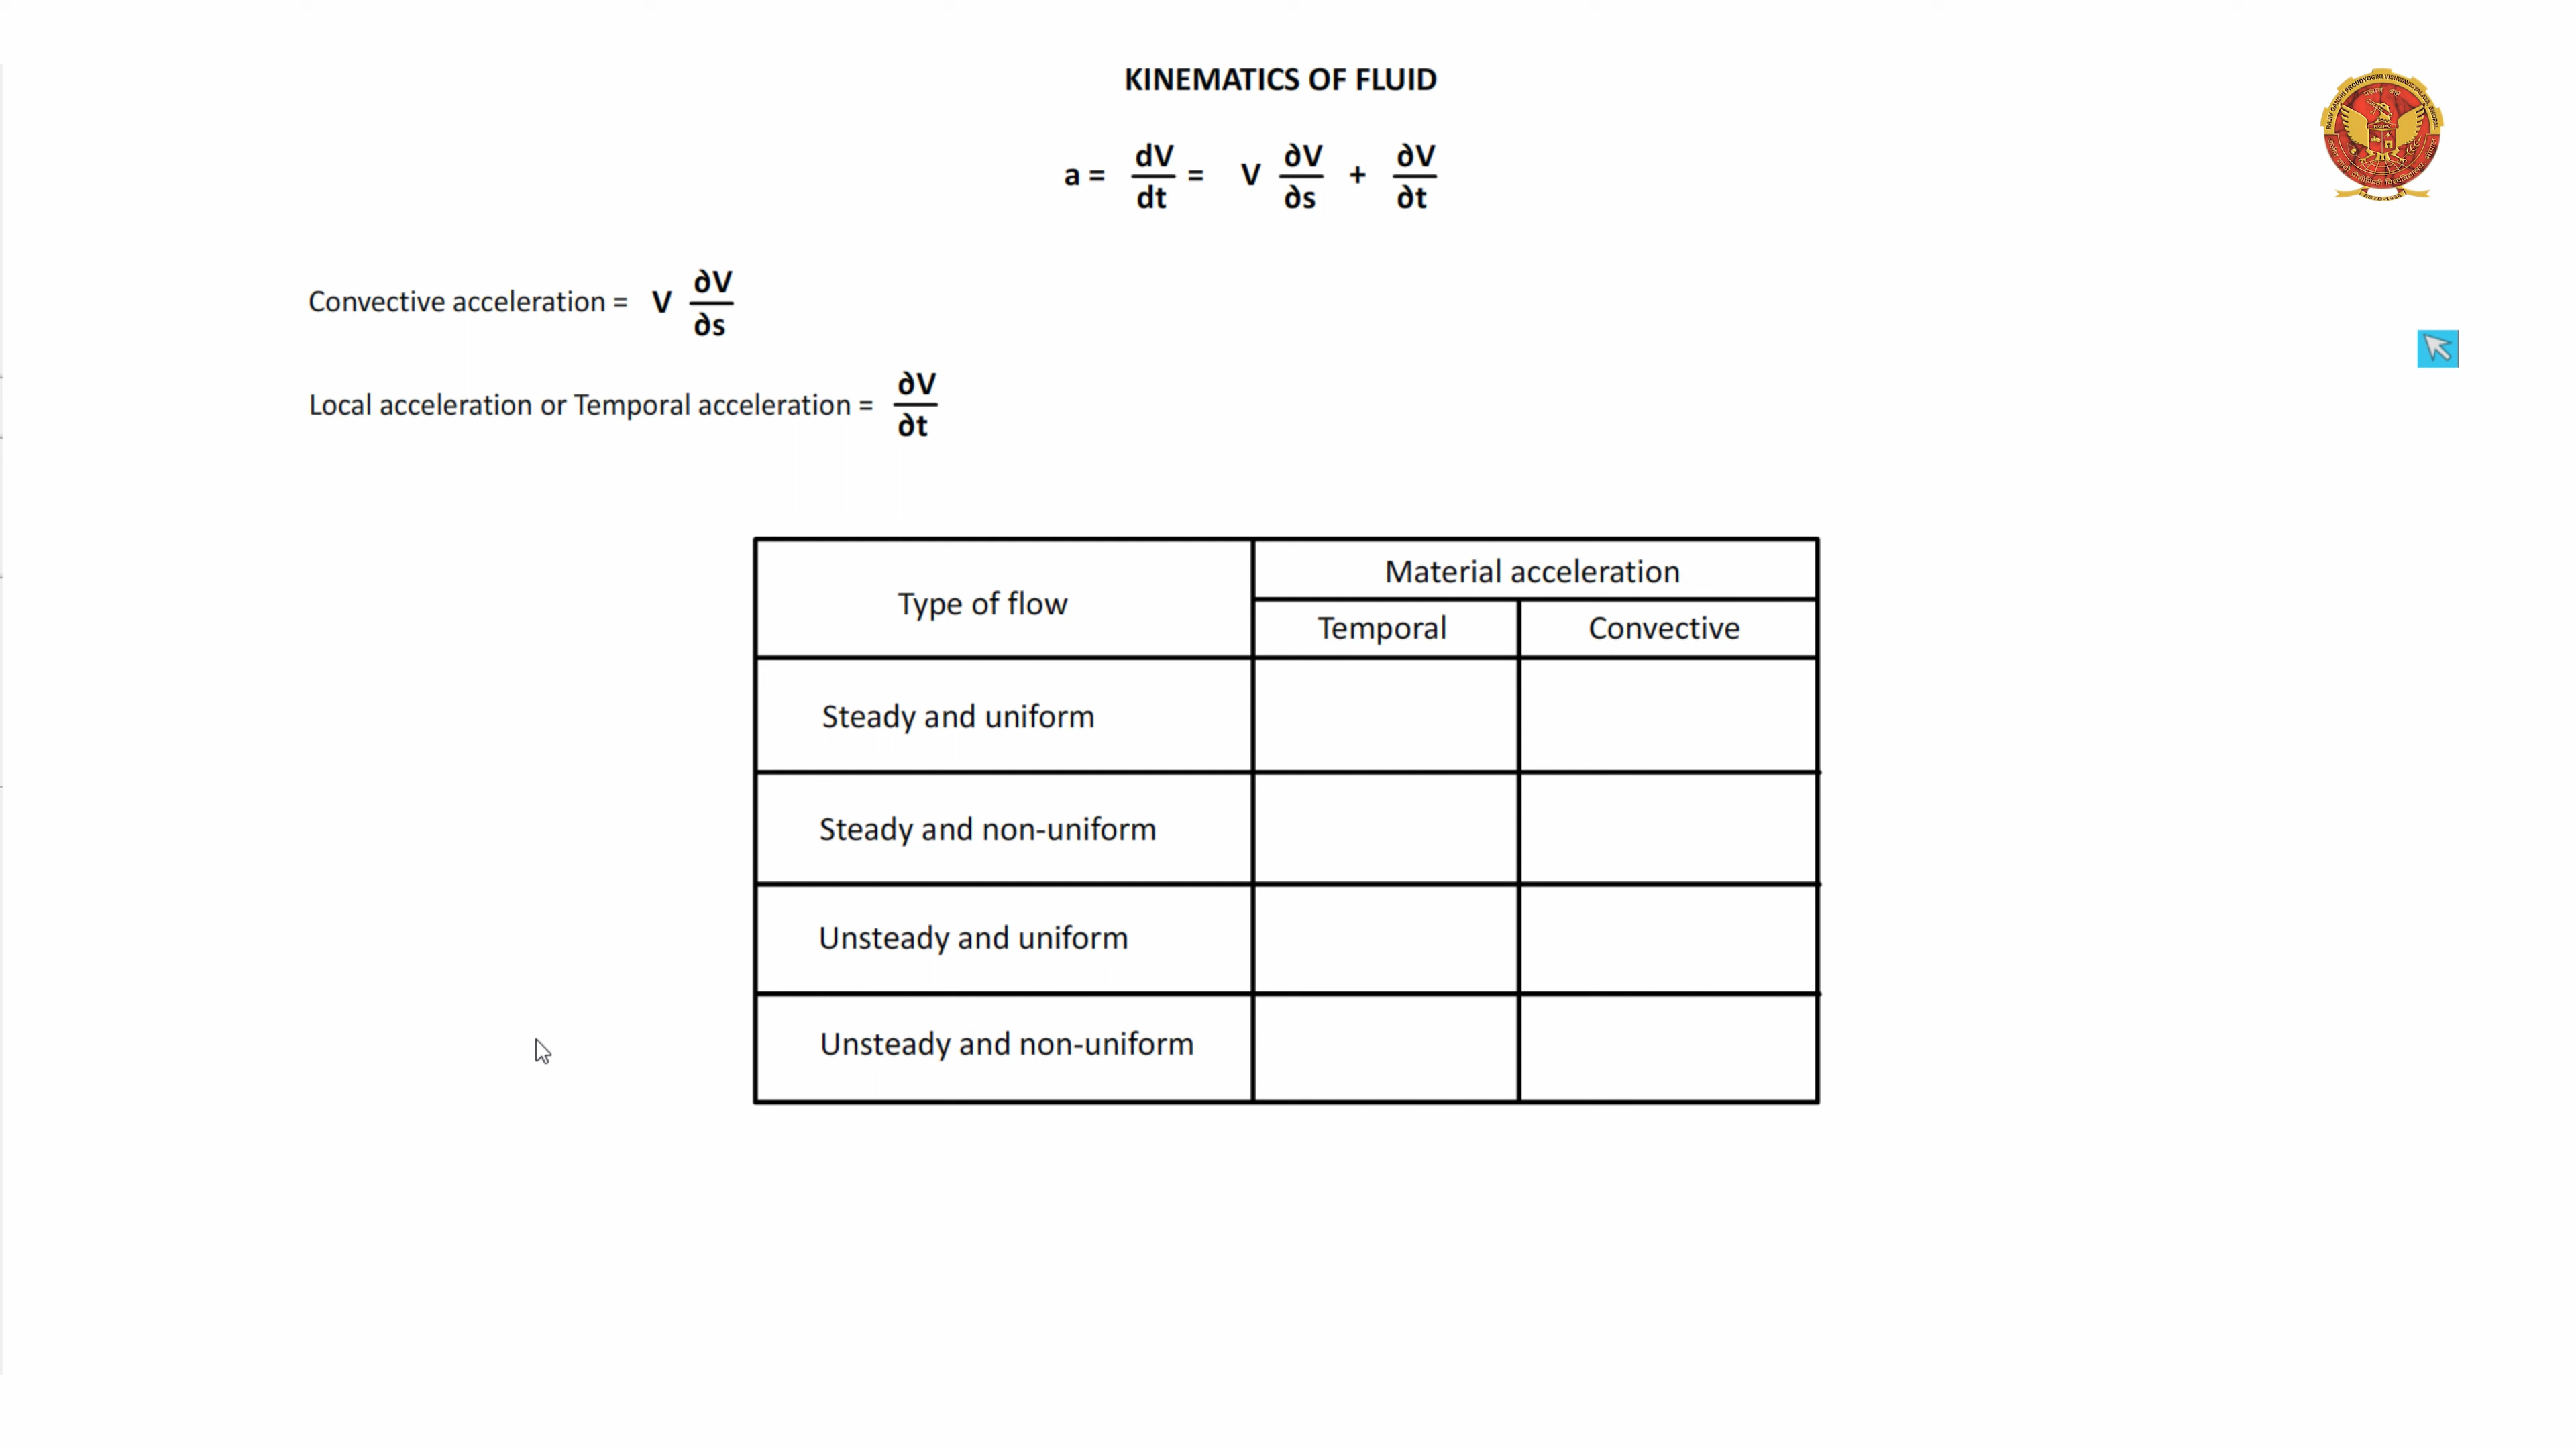 KINEMATICS OF FLUID
a = dV/dt = V ∂V/∂s + ∂V/∂t
Convective acceleration = V ∂V/∂s
Local acceleration or Temporal acceleration = ∂V/∂t
Type of flow
Material acceleration
Temporal
Convective
Steady and uniform
Steady and non-uniform
Unsteady and uniform
Unsteady and non-uniform